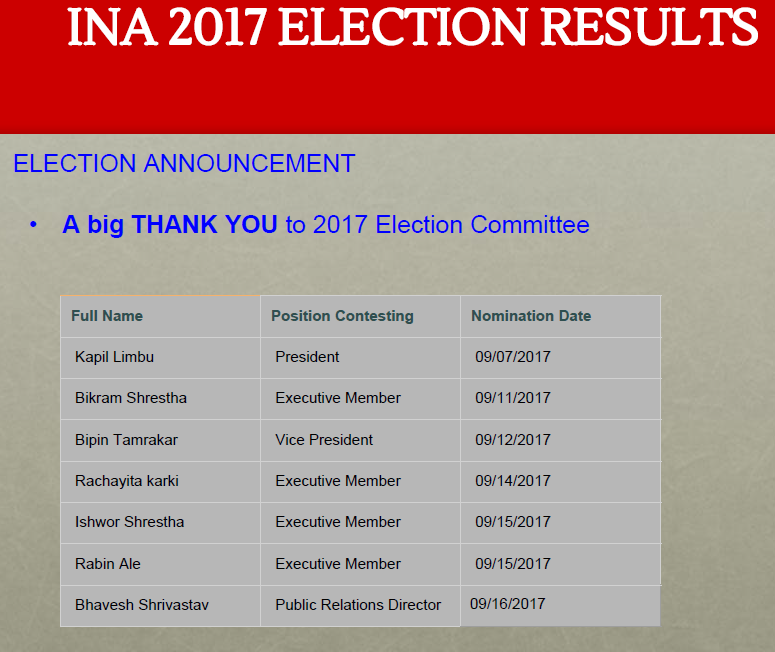 INA 2017 ELECTION RESULTS
ELECTION ANNOUNCEMENT
• A big THANK YOU to 2017 Election Committee
Full Name Position Contesting Nomination Date
Kapil Limbu President 09/07/2017
Bikram Shrestha Executive Member 09/11/2017
Bipin Tamrakar Vice President 09/12/2017
Rachayita karki Executive Member 09/14/2017
Ishwor Shrestha Executive Member 09/15/2017
Rabin Ale Executive Member 09/15/2017
Bhavesh Shrivastav Public Relations Director 09/16/2017